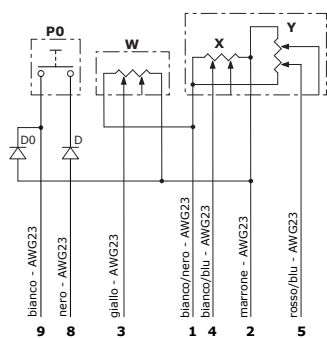 P0
W
X
Y
D0
D
bianco - AWG23
nero - AWG23
giallo - AWG23
bianco/nero - AWG23
bianco/blu - AWG23
marrone - AWG23
rosso/blu - AWG23
9 8 3 1 4 2 5